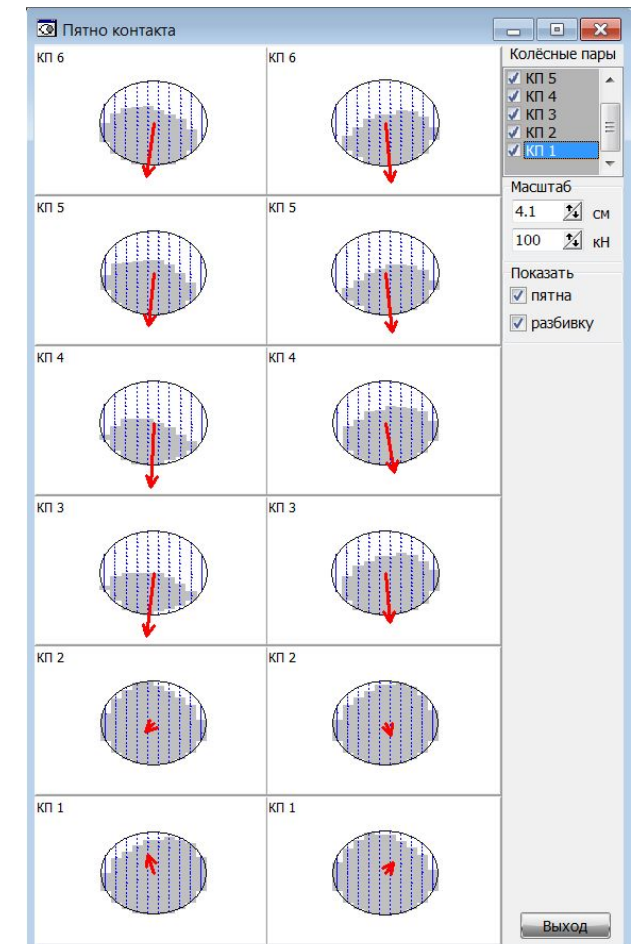 Пятно контакта
КП 6
КП 6
КП 5
КП 5
КП 4
КП 4
КП 3
КП 3
КП 2
КП 2
КП 1
КП 1
Колёсные пары
КП 5
КП 4
КП 3
КП 2
КП 1
Масштаб
4.1 см
100 кН
Показать
пятна
разбивку
Выход